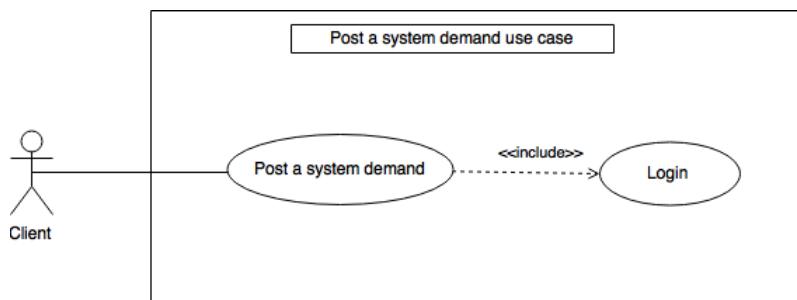 Post a system demand use case
<<include>>
Post a system demand
Login
Client